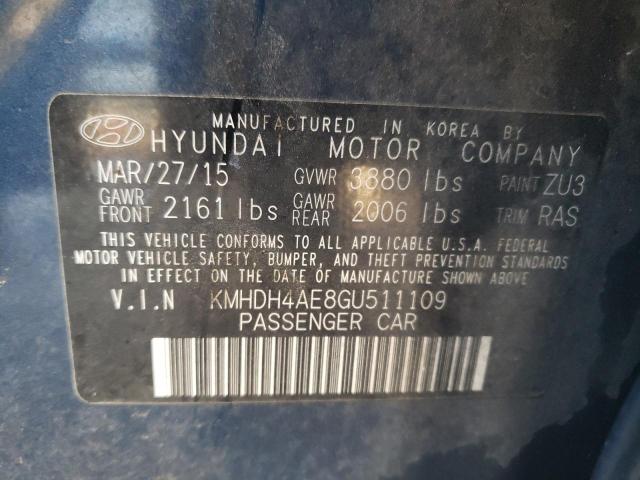 MANUFACTURED IN KOREA BY
HYUNDAI MOTOR COMPANY
MAR/27/15 GVWR 3880 lbs PAINT ZU3
GAWR FRONT 2161 lbs GAWR REAR 2006 lbs TRIM RAS
THIS VEHICLE CONFORMS TO ALL APPLICABLE U.S.A. FEDERAL
MOTOR VEHICLE SAFETY, BUMPER, AND THEFT PREVENTION STANDARDS
IN EFFECT ON THE DATE OF MANUFACTURE SHOWN ABOVE
V.I.N KMHDH4AE8GU511109
PASSENGER CAR